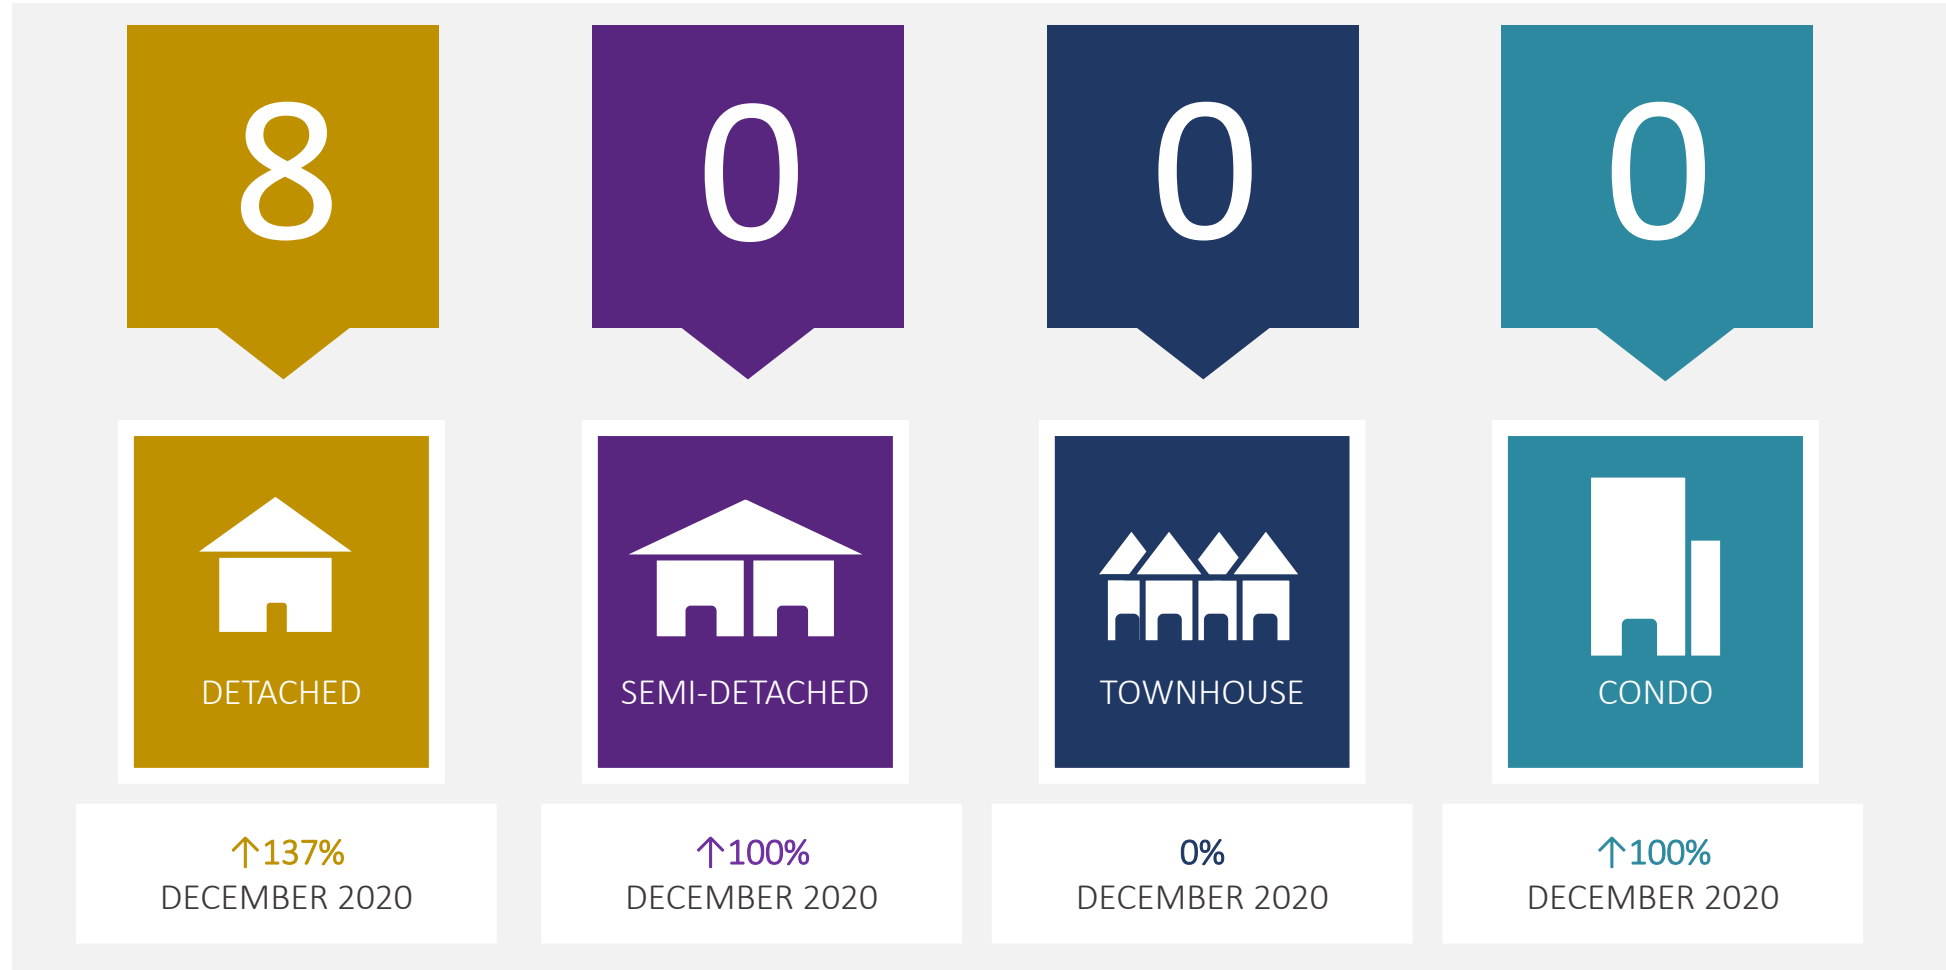 8
0
0
0
DETACHED
SEMI-DETACHED
TOWNHOUSE
CONDO
↑137%
DECEMBER 2020
↑100%
DECEMBER 2020
0%
DECEMBER 2020
↑100%
DECEMBER 2020